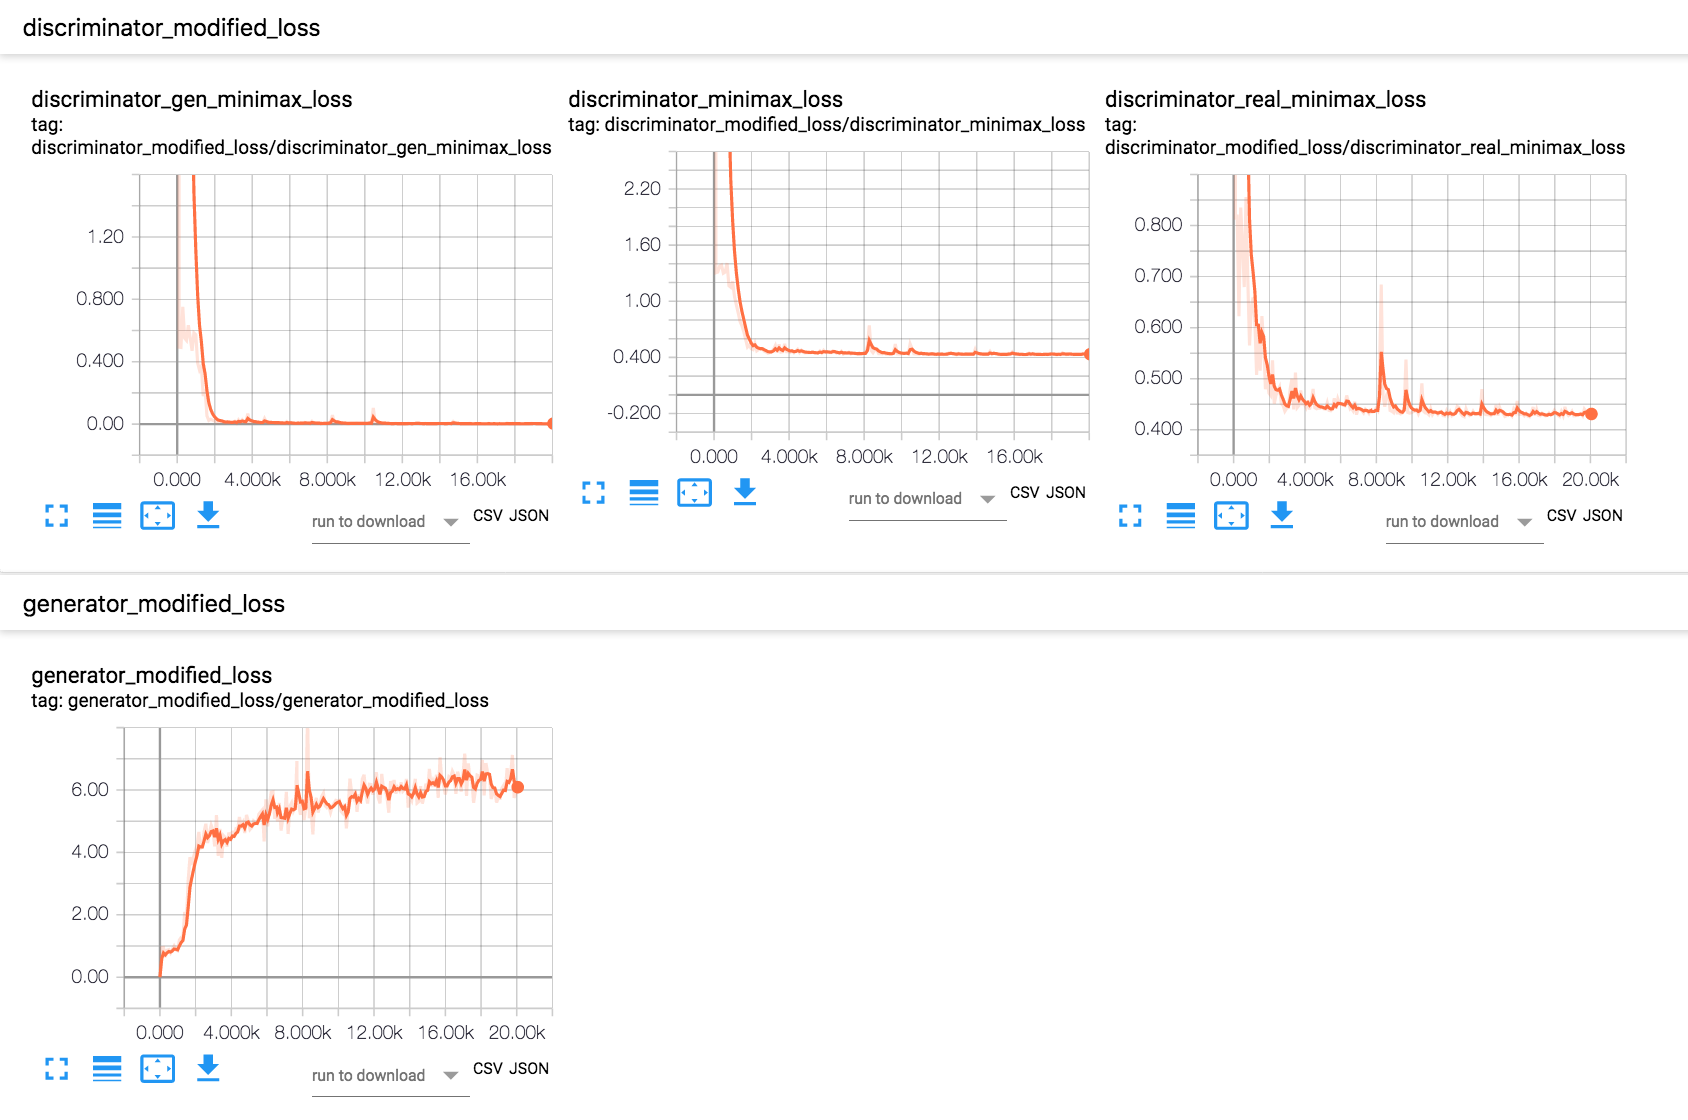 discriminator_modified_loss
discriminator_gen_minimax_loss
tag:
discriminator_modified_loss/discriminator_gen_minimax_loss
1.20
0.800
0.400
0.00
0.000 4.000k 8.000k 12.00k 16.00k
run to download
CSV JSON
discriminator_minimax_loss
tag: discriminator_modified_loss/discriminator_minimax_loss
2.20
1.60
1.00
0.400
-0.200
0.000 4.000k 8.000k 12.00k 16.00k
run to download
CSV JSON
discriminator_real_minimax_loss
tag:
discriminator_modified_loss/discriminator_real_minimax_loss
0.800
0.700
0.600
0.500
0.400
0.000 4.000k 8.000k 12.00k 16.00k 20.00k
run to download
CSV JSON
generator_modified_loss
generator_modified_loss
tag: generator_modified_loss/generator_modified_loss
6.00
4.00
2.00
0.00
0.000 4.000k 8.000k 12.00k 16.00k 20.00k
run to download
CSV JSON